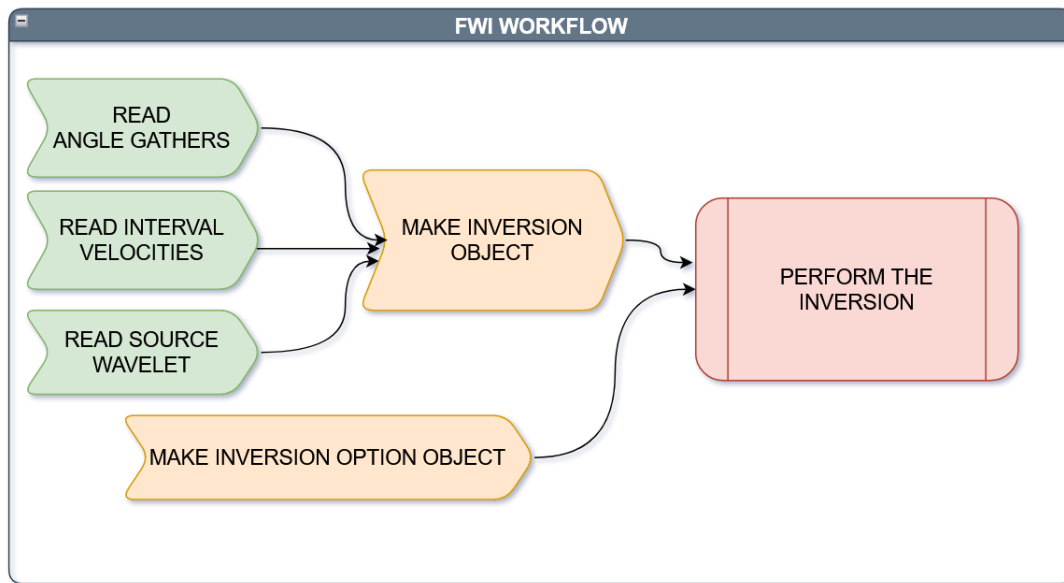 FWI WORKFLOW
READ
ANGLE GATHERS
READ INTERVAL
VELOCITIES
READ SOURCE
WAVELET
MAKE INVERSION
OBJECT
MAKE INVERSION OPTION OBJECT
PERFORM THE
INVERSION